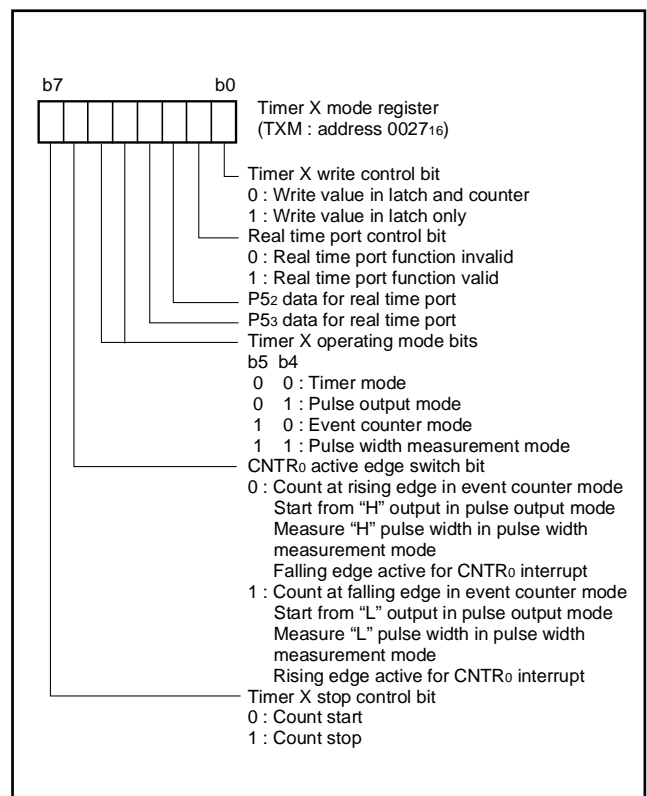 b7 b0
Timer X mode register
(TXM : address 002716)
Timer X write control bit
0 : Write value in latch and counter
1 : Write value in latch only
Real time port control bit
0 : Real time port function invalid
1 : Real time port function valid
P52 data for real time port
P53 data for real time port
Timer X operating mode bits
b5 b4
0 0 : Timer mode
0 1 : Pulse output mode
1 0 : Event counter mode
1 1 : Pulse width measurement mode
CNTR0 active edge switch bit
0 : Count at rising edge in event counter mode
Start from “H” output in pulse output mode
Measure “H” pulse width in pulse width
measurement mode
Falling edge active for CNTR0 interrupt
1 : Count at falling edge in event counter mode
Start from “L” output in pulse output mode
Measure “L” pulse width in pulse width
measurement mode
Rising edge active for CNTR0 interrupt
Timer X stop control bit
0 : Count start
1 : Count stop